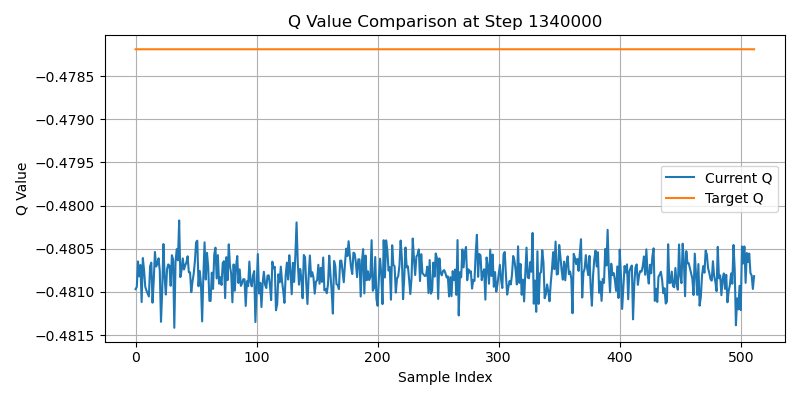 Q Value Comparison at Step 1340000
Q Value
−0.4785
−0.4790
−0.4795
−0.4800
−0.4805
−0.4810
−0.4815
Current Q
Target Q
0
100
200
300
400
500
Sample Index